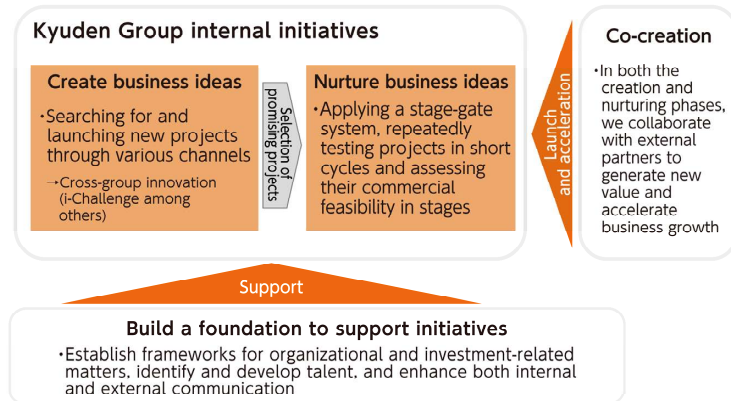 Kyuden Group internal initiatives
Create business ideas
・Searching for and
launching new projects
through various channels
→Cross-group innovation
(i-Challenge among
others)
Selection of
promising projects
Nurture business ideas
・Applying a stage-gate
system, repeatedly
testing projects in short
cycles and assessing
their commercial
feasibility in stages
Launch
and acceleration
Co-creation
・In both the
creation and
nurturing phases,
we collaborate
with external
partners to
generate new
value and
accelerate
business growth
Support
Build a foundation to support initiatives
・Establish frameworks for organizational and investment-related
matters, identify and develop talent, and enhance both internal
and external communication